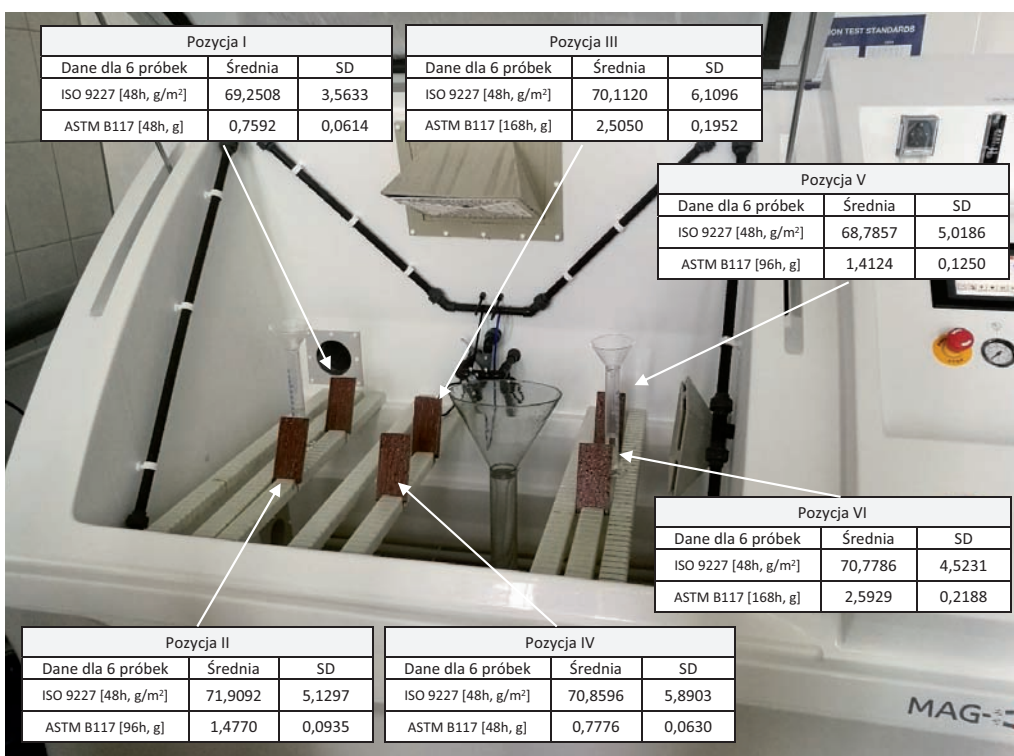 ION TEST STANDARDS
Pozycja I
Dane dla 6 próbek Średnia SD
ISO 9227 [48h, g/m²] 69,2508 3,5633
ASTM B117 [48h, g] 0,7592 0,0614
Pozycja III
Dane dla 6 próbek Średnia SD
ISO 9227 [48h, g/m²] 70,1120 6,1096
ASTM B117 [168h, g] 2,5050 0,1952
Pozycja V
Dane dla 6 próbek Średnia SD
ISO 9227 [48h, g/m²] 68,7857 5,0186
ASTM B117 [96h, g] 1,4124 0,1250
Pozycja VI
Dane dla 6 próbek Średnia SD
ISO 9227 [48h, g/m²] 70,7786 4,5231
ASTM B117 [168h, g] 2,5929 0,2188
Pozycja II
Dane dla 6 próbek Średnia SD
ISO 9227 [48h, g/m²] 71,9092 5,1297
ASTM B117 [96h, g] 1,4770 0,0935
Pozycja IV
Dane dla 6 próbek Średnia SD
ISO 9227 [48h, g/m²] 70,8596 5,8903
ASTM B117 [48h, g] 0,7776 0,0630
MAG-